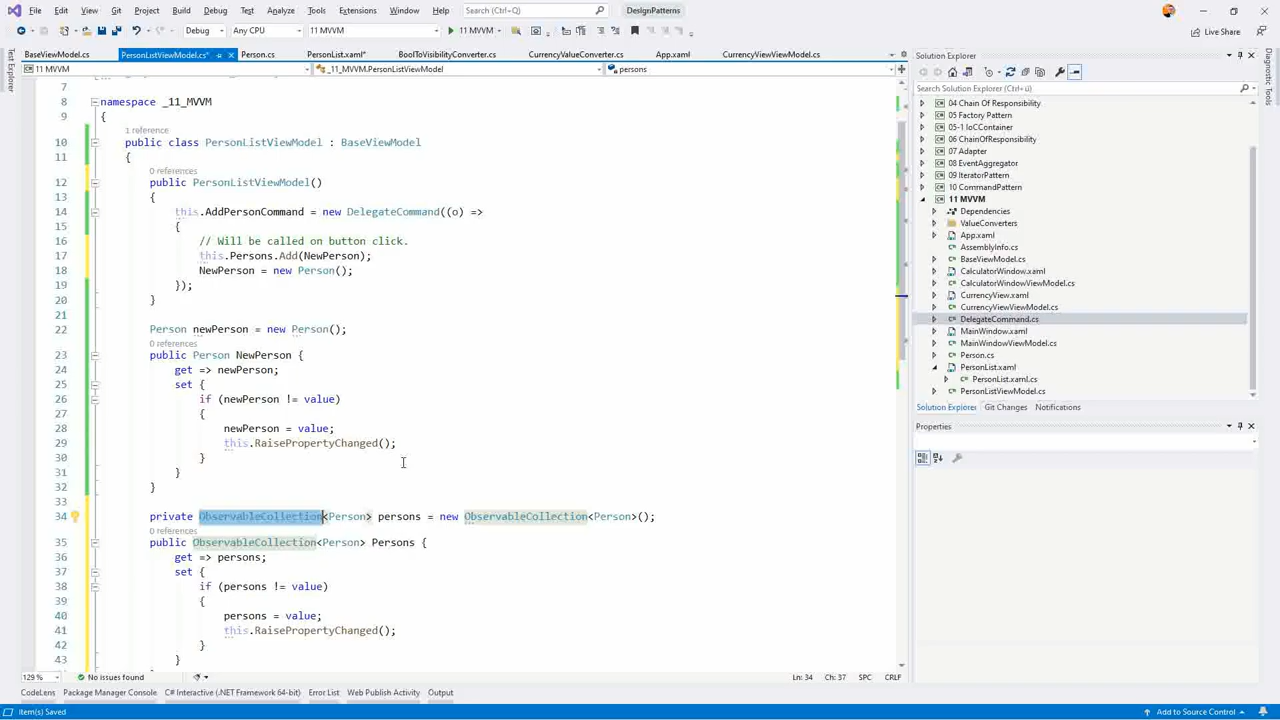 File Edit View Git Project Build Debug Test Analyze Tools Extensions Window Help Search (Ctrl+Q) DesignPatterns
Debug Any CPU 11 MVVM 11 MVVM Live Share
BaseViewModel.cs PersonListViewModel.cs* Person.cs PersonList.xaml* BoolToVisibilityConverter.cs CurrencyValueConverter.cs App.xaml CurrencyViewModel.cs
11 MVVM _11_MVVM.PersonListViewModel persons
Test Explorer
7
8 namespace _11_MVVM
9 {
1 reference
10 public class PersonListViewModel : BaseViewModel
11 {
0 references
12 public PersonListViewModel()
13 {
14 this.AddPersonCommand = new DelegateCommand((o) =>
15 {
16 // Will be called on button click.
17 this.Persons.Add(NewPerson);
18 NewPerson = new Person();
19 });
20 }
21
22 Person newPerson = new Person();
0 references
23 public Person NewPerson {
24 get => newPerson;
25 set {
26 if (newPerson != value)
27 {
28 newPerson = value;
29 this.RaisePropertyChanged();
30 }
31 }
32 }
33
34 private ObservableCollection<Person> persons = new ObservableCollection<Person>();
0 references
35 public ObservableCollection<Person> Persons {
36 get => persons;
37 set {
38 if (persons != value)
39 {
40 persons = value;
41 this.RaisePropertyChanged();
42 }
43 }
129 % No issues found Ln: 34 Ch: 37 SPC CRLF
CodeLens Package Manager Console C# Interactive (.NET Framework 64-bit) Error List Web Publish Activity Output
Item(s) Saved Add to Source Control
Solution Explorer
Search Solution Explorer (Ctrl+ü)
04 Chain Of Responsibility
05 Factory Pattern
05-1 IoCContainer
06 ChainOfResponsibility
07 Adapter
08 EventAggregator
09 IteratorPattern
10 CommandPattern
11 MVVM
Dependencies
ValueConverters
App.xaml
AssemblyInfo.cs
BaseViewModel.cs
CalculatorWindow.xaml
CalculatorWindowViewModel.cs
CurrencyView.xaml
CurrencyViewModel.cs
DelegateCommand.cs
MainWindow.xaml
MainWindowViewModel.cs
Person.cs
PersonList.xaml
PersonList.xaml.cs
PersonListViewModel.cs
Solution Explorer Git Changes Notifications
Properties
Diagnostic Tools